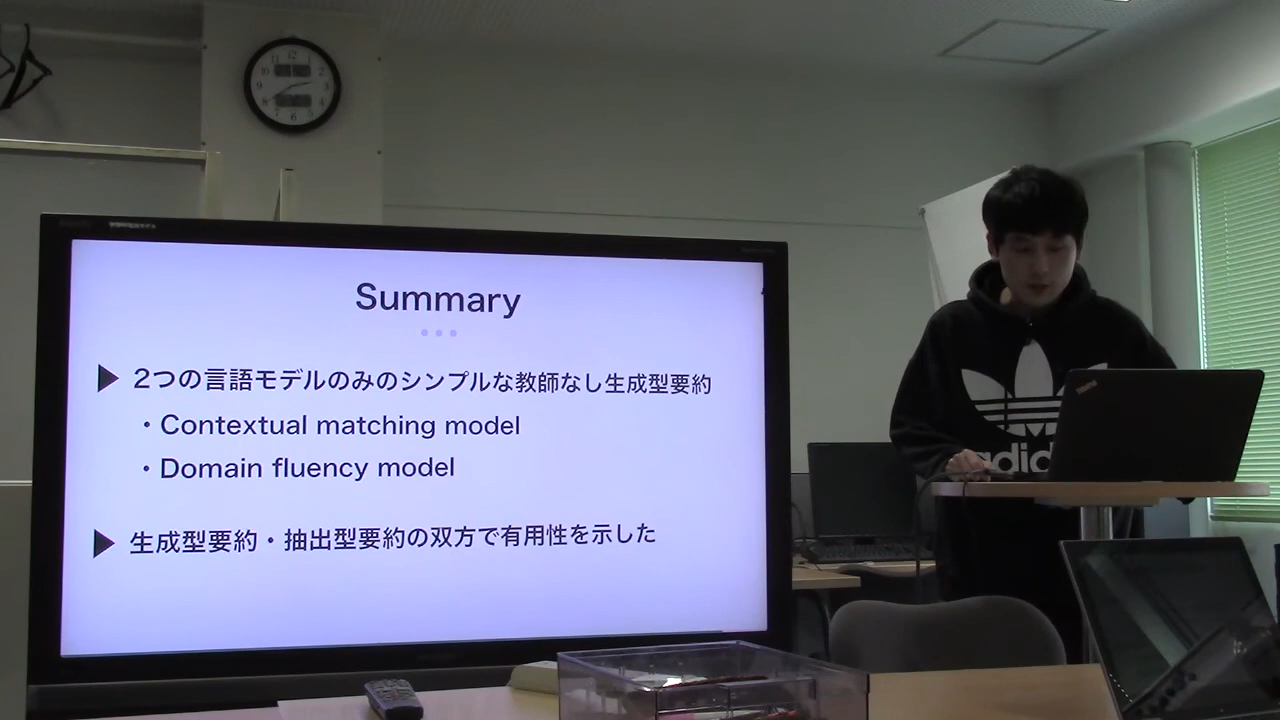 Summary
2つの言語モデルのみのシンプルな教師なし生成型要約
・Contextual matching model
・Domain fluency model
生成型要約・抽出型要約の双方で有用性を示した
adid
ThinkPad